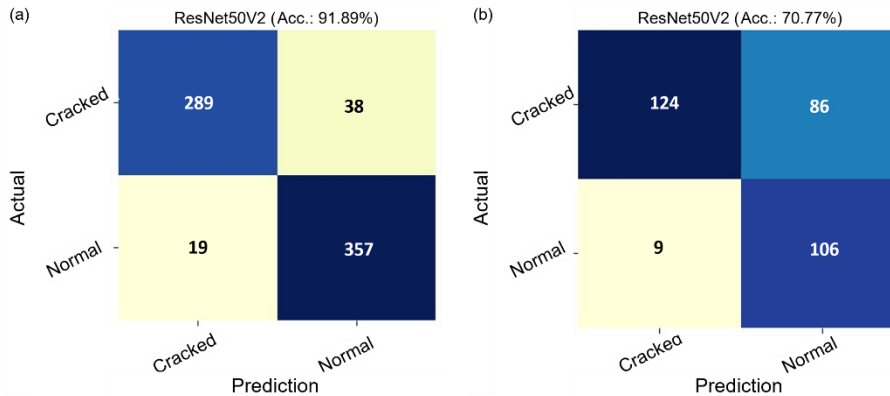 (a)
ResNet50V2 (Acc.: 91.89%)
Cracked
289
38
Actual
Normal
19
357
Cracked
Normal
Prediction
(b)
ResNet50V2 (Acc.: 70.77%)
Cracked
124
86
Actual
Normal
9
106
Cracked
Normal
Prediction